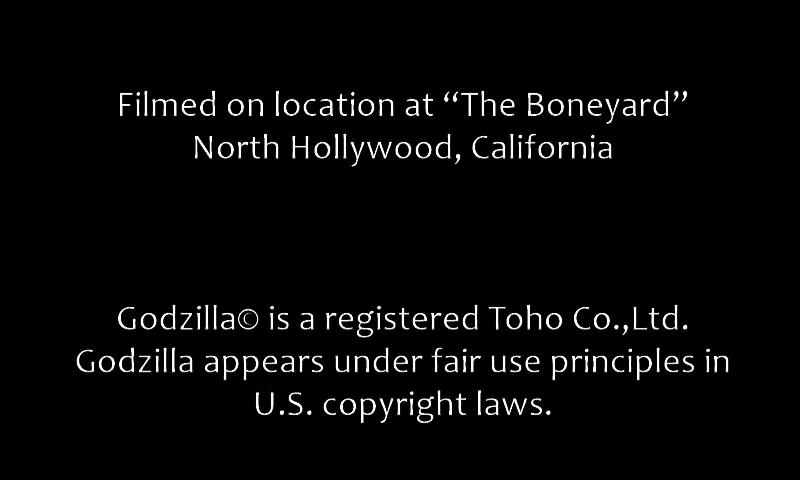 Filmed on location at “The Boneyard”
North Hollywood, California
Godzilla© is a registered Toho Co.,Ltd.
Godzilla appears under fair use principles in
U.S. copyright laws.